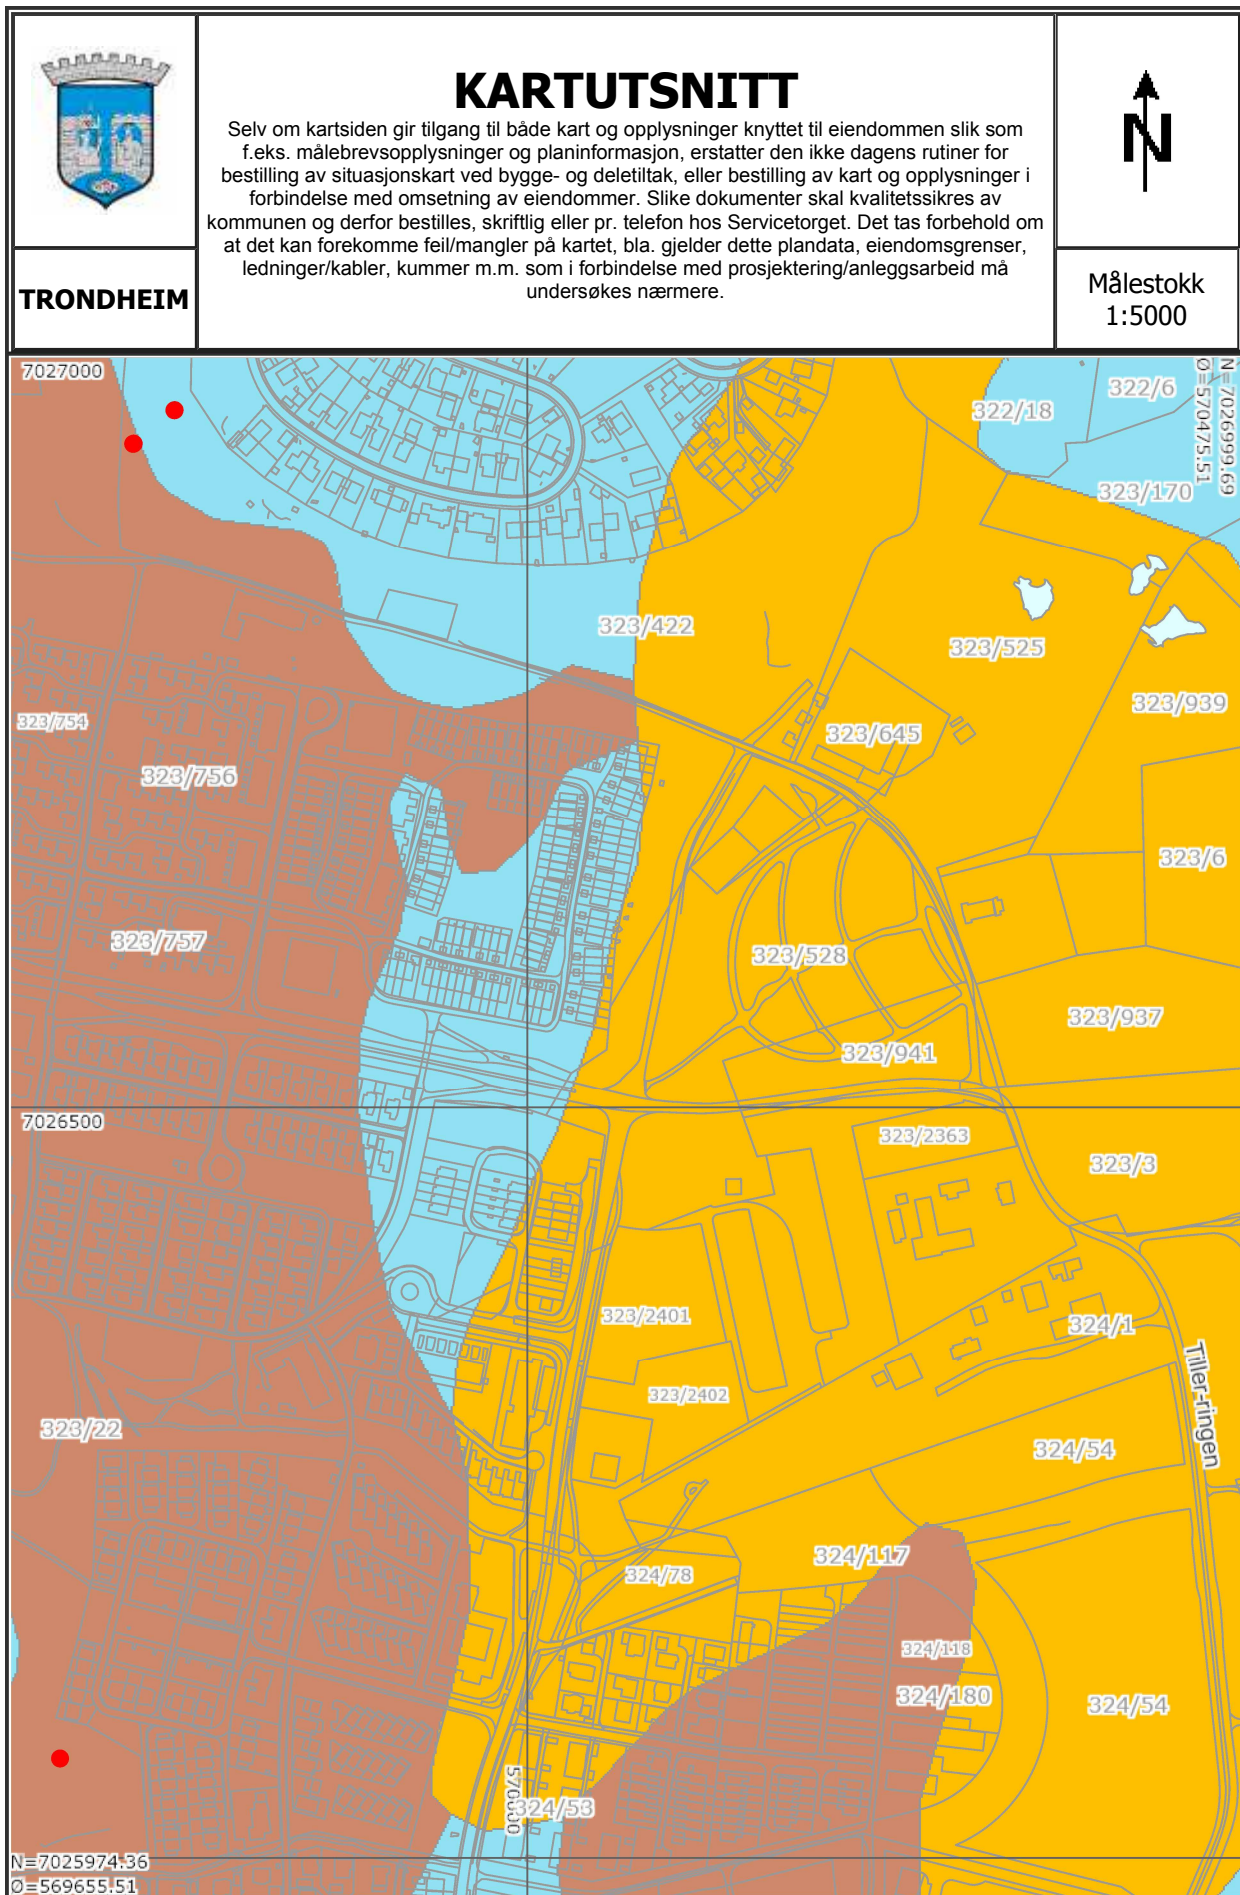 KARTUTSNITT
Selv om kartsiden gir tilgang til både kart og opplysninger knyttet til eiendommen slik som
f.eks. målebrevsopplysninger og planinformasjon, erstatter den ikke dagens rutiner for
bestilling av situasjonskart ved bygge- og deletiltak, eller bestilling av kart og opplysninger i
forbindelse med omsetning av eiendommer. Slike dokumenter skal kvalitetssikres av
kommunen og derfor bestilles, skriftlig eller pr. telefon hos Servicetorget. Det tas forbehold om
at det kan forekomme feil/mangler på kartet, bla. gjelder dette plandata, eiendomsgrenser,
ledninger/kabler, kummer m.m. som i forbindelse med prosjektering/anleggsarbeid må
undersøkes nærmere.
TRONDHEIM
N
Målestokk
1:5000
7027000
N=7026999.69
Ø=570475.51
322/6
322/18
323/170
323/422
323/525
323/939
323/754
323/645
323/756
323/6
323/757
323/528
323/937
323/941
7026500
323/2363
323/3
323/2401
324/1
Tiller-ringen
323/2402
323/22
324/54
324/117
324/78
324/118
324/180
324/54
570000
324/53
N=7025974.36
Ø=569655.51